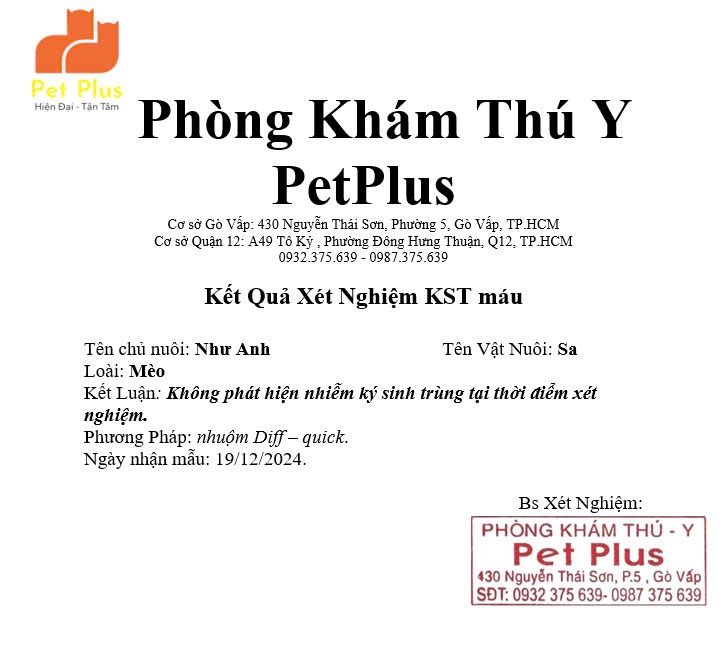 Pet Plus
Hiện Đại - Tận Tâm
Phòng Khám Thú Y
PetPlus
Cơ sở Gò Vấp: 430 Nguyễn Thái Sơn, Phường 5, Gò Vấp, TP.HCM
Cơ sở Quận 12: A49 Tô Ký , Phường Đông Hưng Thuận, Q12, TP.HCM
0932.375.639 - 0987.375.639
Kết Quả Xét Nghiệm KST máu
Tên chủ nuôi: Như Anh Tên Vật Nuôi: Sa
Loài: Mèo
Kết Luận: Không phát hiện nhiễm ký sinh trùng tại thời điểm xét
nghiệm.
Phương Pháp: nhuộm Diff – quick.
Ngày nhận mẫu: 19/12/2024.
Bs Xét Nghiệm:
PHÒNG KHÁM THÚ - Y
Pet Plus
430 Nguyễn Thái Sơn, P.5 , Gò Vấp
SĐT: 0932 375 639- 0987 375 639